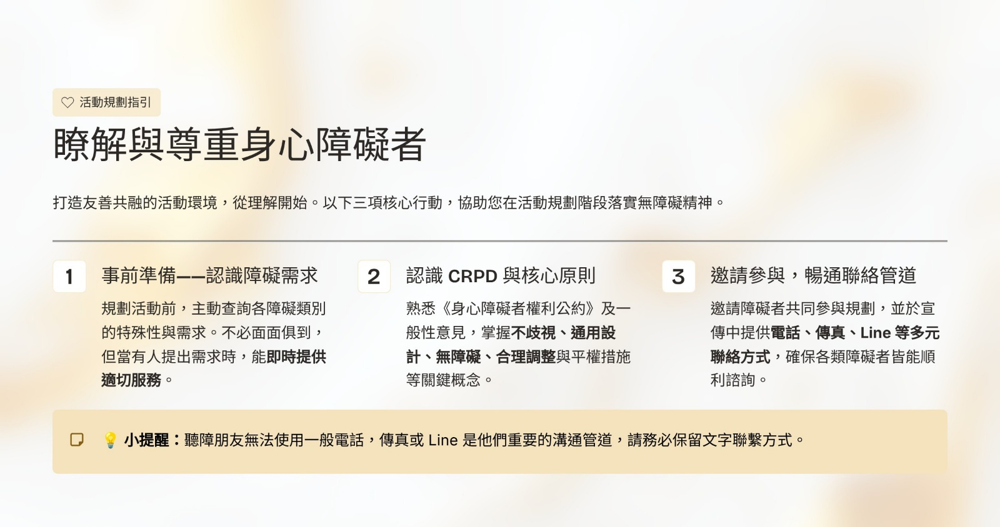 活動規劃指引
瞭解與尊重身心障礙者
打造友善共融的活動環境，從理解開始。以下三項核心行動，協助您在活動規劃階段落實無障礙精神。
1
事前準備——認識障礙需求
規劃活動前，主動查詢各障礙類別
的特殊性與需求。不必面面俱到，
但當有人提出需求時，能即時提供
適切服務。
2
認識 CRPD 與核心原則
熟悉《身心障礙者權利公約》及一
般性意見，掌握不歧視、通用設
計、無障礙、合理調整與平權措施
等關鍵概念。
3
邀請參與，暢通聯絡管道
邀請障礙者共同參與規劃，並於宣
傳中提供電話、傳真、Line 等多元
聯絡方式，確保各類障礙者皆能順
利諮詢。
💡 小提醒：聽障朋友無法使用一般電話，傳真或 Line 是他們重要的溝通管道，請務必保留文字聯繫方式。